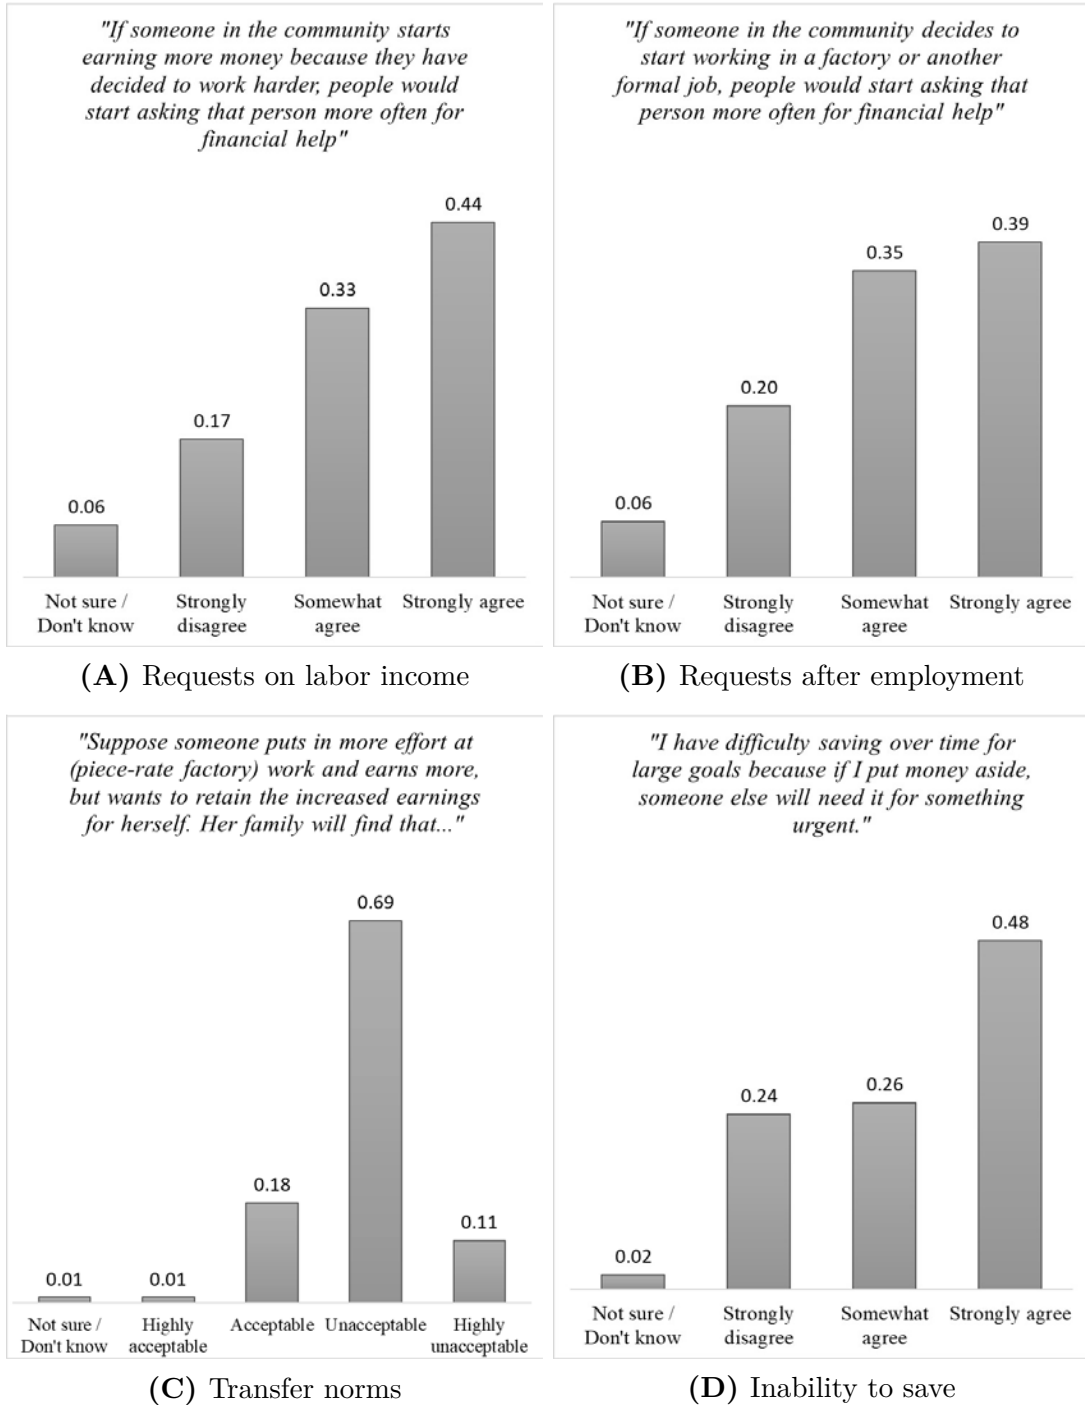 "If someone in the community starts
earning more money because they have
decided to work harder, people would
start asking that person more often for
financial help"
0.06
0.17
0.33
0.44
Not sure /
Don't know
Strongly
disagree
Somewhat
agree
Strongly agree
(A) Requests on labor income
"If someone in the community decides to
start working in a factory or another
formal job, people would start asking that
person more often for financial help"
0.06
0.20
0.35
0.39
Not sure /
Don't know
Strongly
disagree
Somewhat
agree
Strongly agree
(B) Requests after employment
"Suppose someone puts in more effort at
(piece-rate factory) work and earns more,
but wants to retain the increased earnings
for herself. Her family will find that..."
0.01
0.01
0.18
0.69
0.11
Not sure /
Don't know
Highly
acceptable
Acceptable
Unacceptable
Highly
unacceptable
(C) Transfer norms
"I have difficulty saving over time for
large goals because if I put money aside,
someone else will need it for something
urgent."
0.02
0.24
0.26
0.48
Not sure /
Don't know
Strongly
disagree
Somewhat
agree
Strongly agree
(D) Inability to save